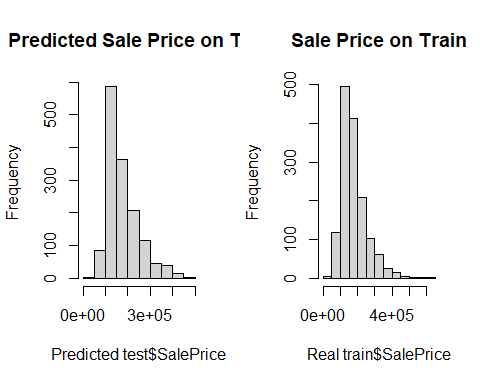 Predicted Sale Price on T
Frequency
0 100 300 500
0e+00 3e+05
Predicted test$SalePrice
Sale Price on Train
Frequency
0 100 300 500
0e+00 4e+05
Real train$SalePrice